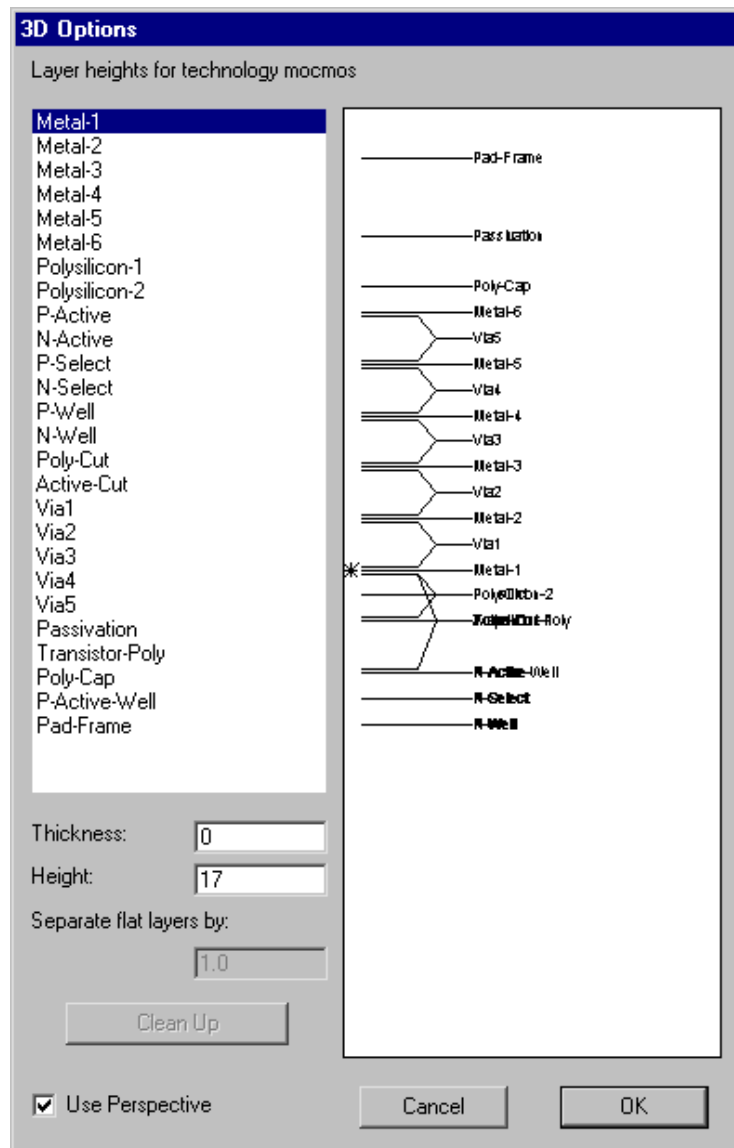 3D Options
Layer heights for technology mocmos
Metal-1
Metal-2
Metal-3
Metal-4
Metal-5
Metal-6
Polysilicon-1
Polysilicon-2
P-Active
N-Active
P-Select
N-Select
P-Well
N-Well
Poly-Cut
Active-Cut
Via1
Via2
Via3
Via4
Via5
Passivation
Transistor-Poly
Poly-Cap
P-Active-Well
Pad-Frame
Pad-Frame
Passivation
Poly-Cap
Metal-6
Via5
Metal-5
Via4
Metal-4
Via3
Metal-3
Via2
Metal-2
Via1
Metal-1
N-Select
N-Well
Thickness:
0
Height:
17
Separate flat layers by:
1.0
Clean Up
Use Perspective
Cancel
OK